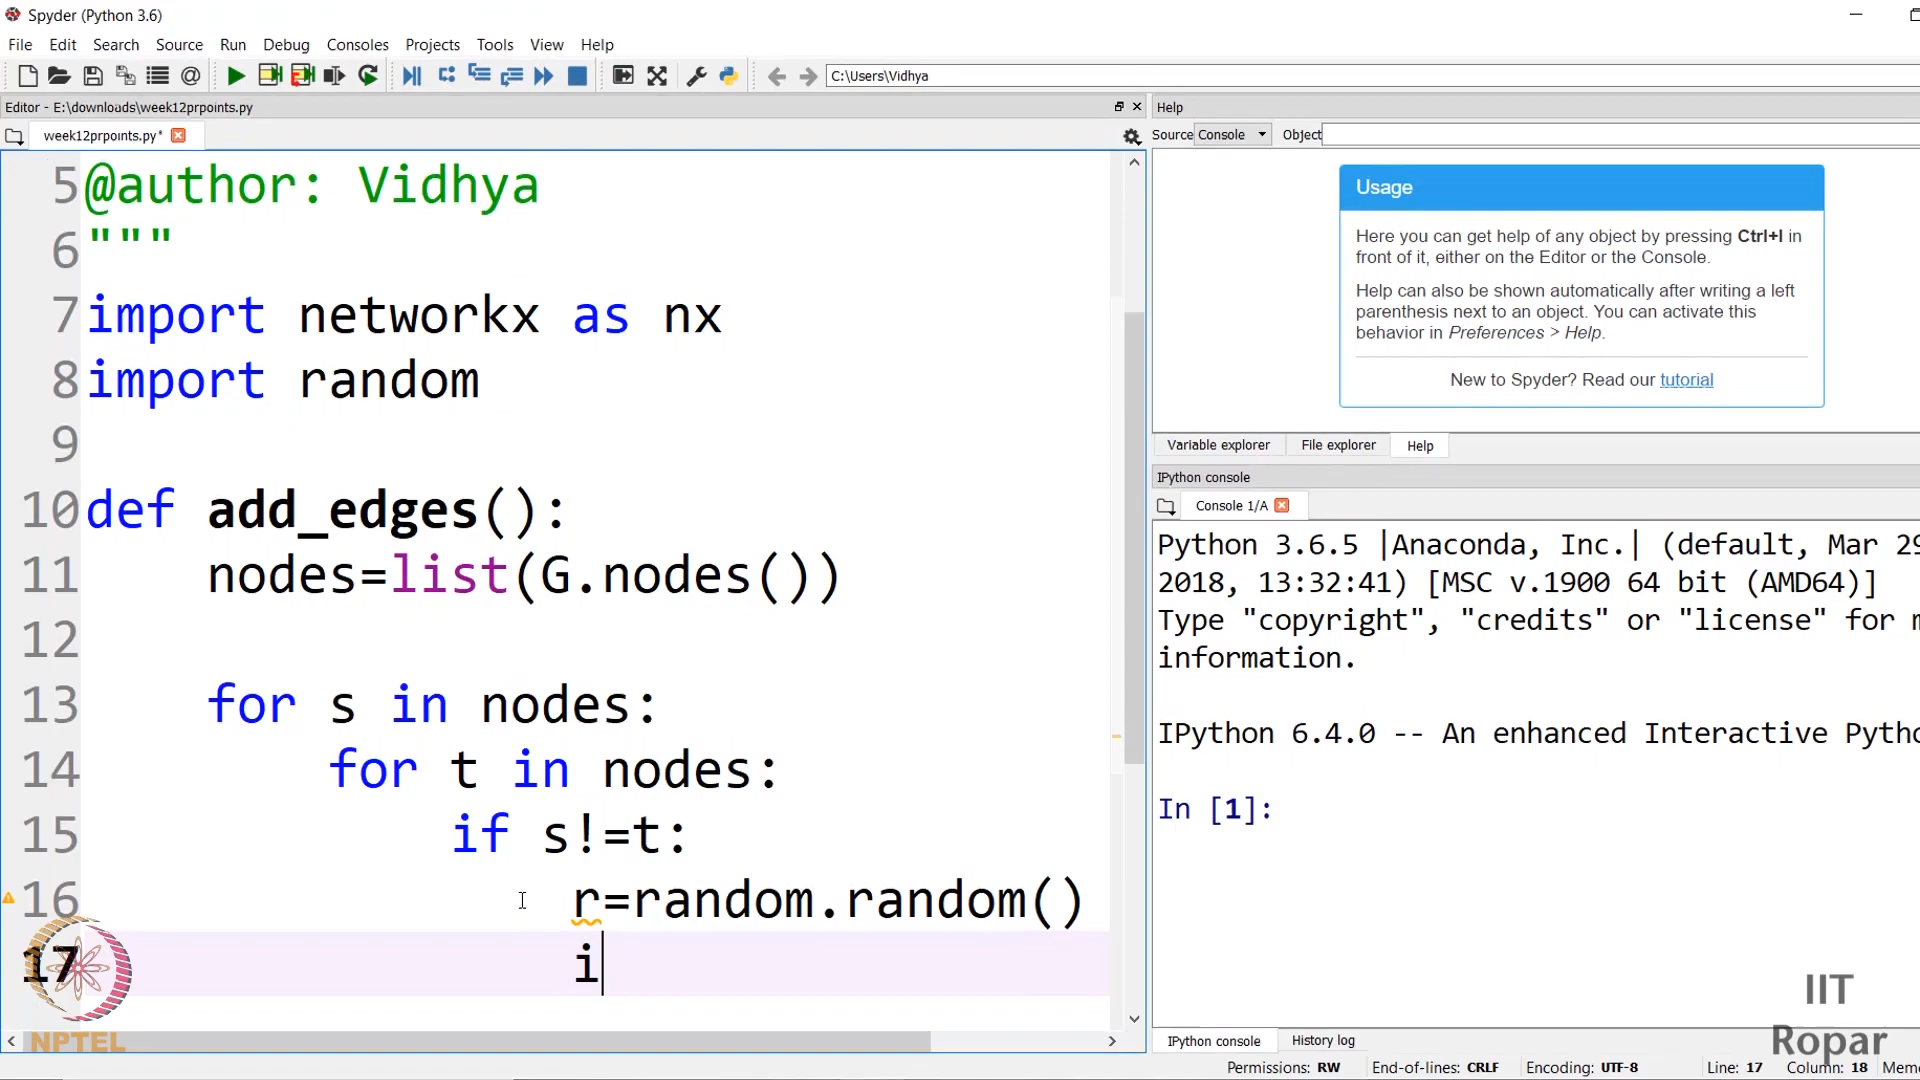 Spyder (Python 3.6)
File Edit Search Source Run Debug Consoles Projects Tools View Help
C:\Users\Vidhya
Editor - E:\downloads\week12prpoints.py
week12prpoints.py*
5 @author: Vidhya
6 """
7 import networkx as nx
8 import random
9
10 def add_edges():
11 nodes=list(G.nodes())
12
13 for s in nodes:
14 for t in nodes:
15 if s!=t:
16 r=random.random()
17 i
NPTEL
Help
Source Console Object
Usage
Here you can get help of any object by pressing Ctrl+I in
front of it, either on the Editor or the Console.
Help can also be shown automatically after writing a left
parenthesis next to an object. You can activate this
behavior in Preferences > Help.
New to Spyder? Read our tutorial
Variable explorer File explorer Help
IPython console
Console 1/A
Python 3.6.5 |Anaconda, Inc.| (default, Mar 29
2018, 13:32:41) [MSC v.1900 64 bit (AMD64)]
Type "copyright", "credits" or "license" for m
information.
IPython 6.4.0 -- An enhanced Interactive Pytho
In [1]:
IIT
Ropar
IPython console History log
Permissions: RW End-of-lines: CRLF Encoding: UTF-8 Line: 17 Column: 18 Memo